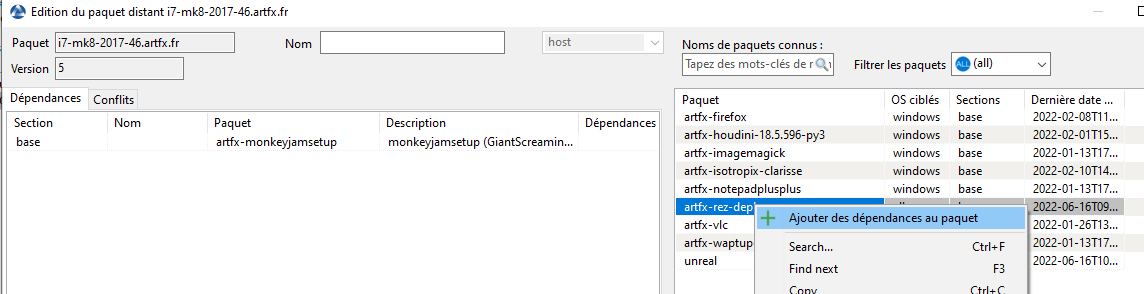 Edition du paquet distant i7-mk8-2017-46.artfx.fr
Paquet i7-mk8-2017-46.artfx.fr Nom host
Version 5
Noms de paquets connus :
Tapez des mots-clés de Filtrer les paquets ALL (all)
Dépendances Conflits
Section Nom Paquet Description Dépendances
base artfx-monkeyjamsetup monkeyjamsetup (GiantScreamin...
Paquet OS ciblés Sections Dernière date ...
artfx-firefox windows base 2022-02-08T11...
artfx-houdini-18.5.596-py3 windows base 2022-02-01T15...
artfx-imagemagick windows base 2022-01-13T17...
artfx-isotropix-clarisse windows base 2022-02-10T14...
artfx-notepadplusplus windows base 2022-01-13T17...
artfx-rez-dep 2022-06-16T09...
artfx-vlc 2022-01-26T13...
artfx-waptup 2022-01-13T17...
unreal 2022-06-16T10...
Ajouter des dépendances au paquet
Search... Ctrl+F
Find next F3
Copy Ctrl+C